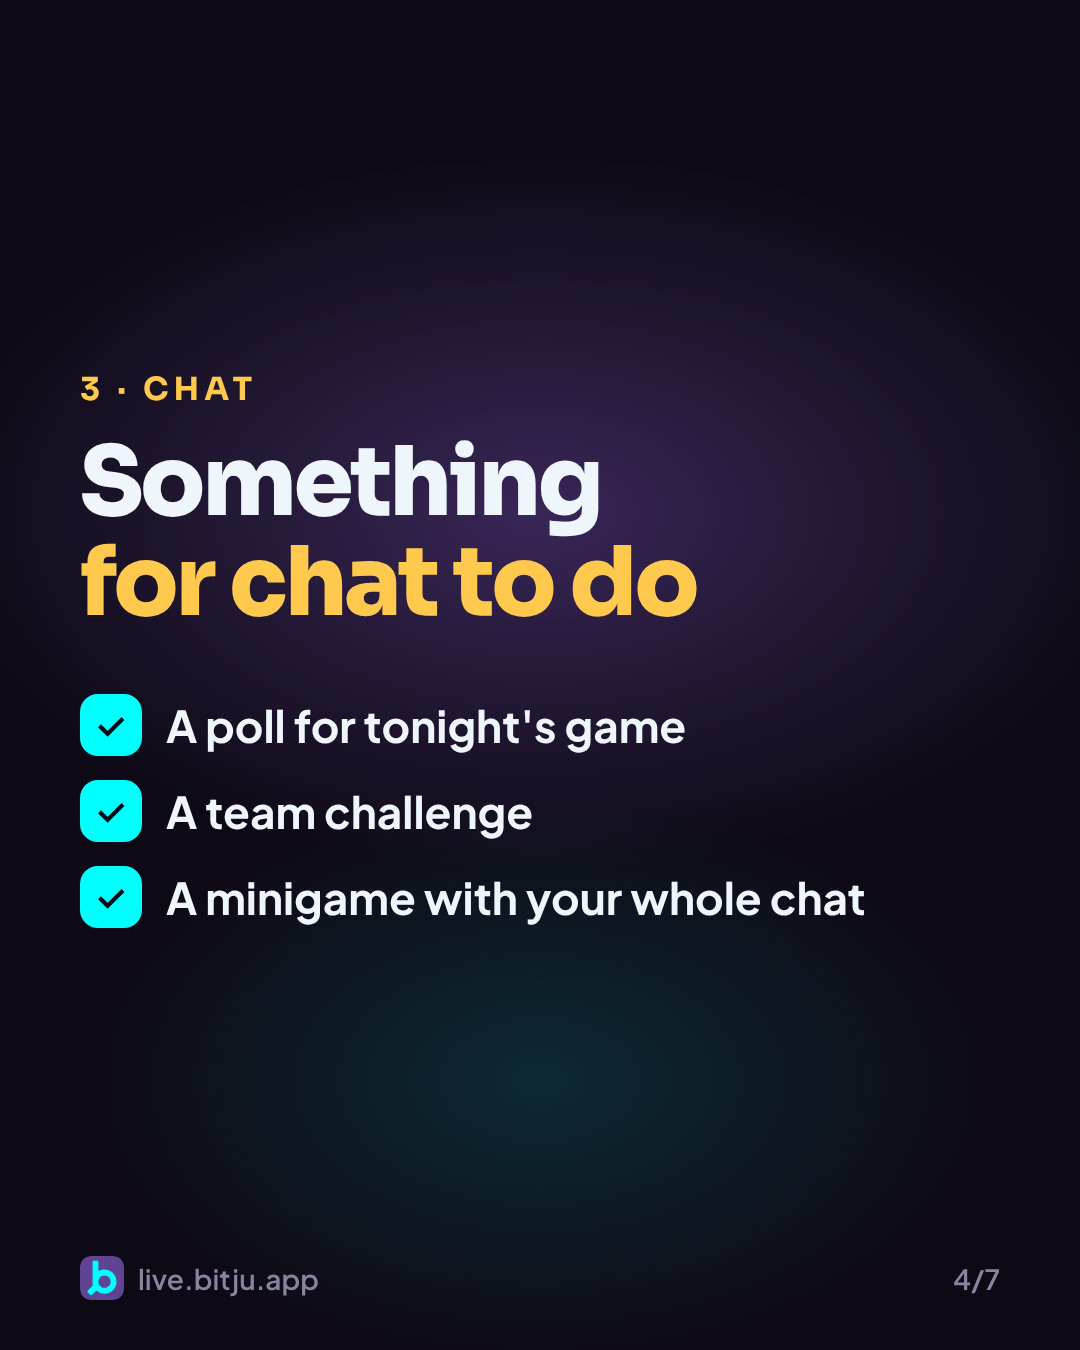 3 · CHAT
Something
for chat to do
A poll for tonight's game
A team challenge
A minigame with your whole chat
live.bitju.app
4/7